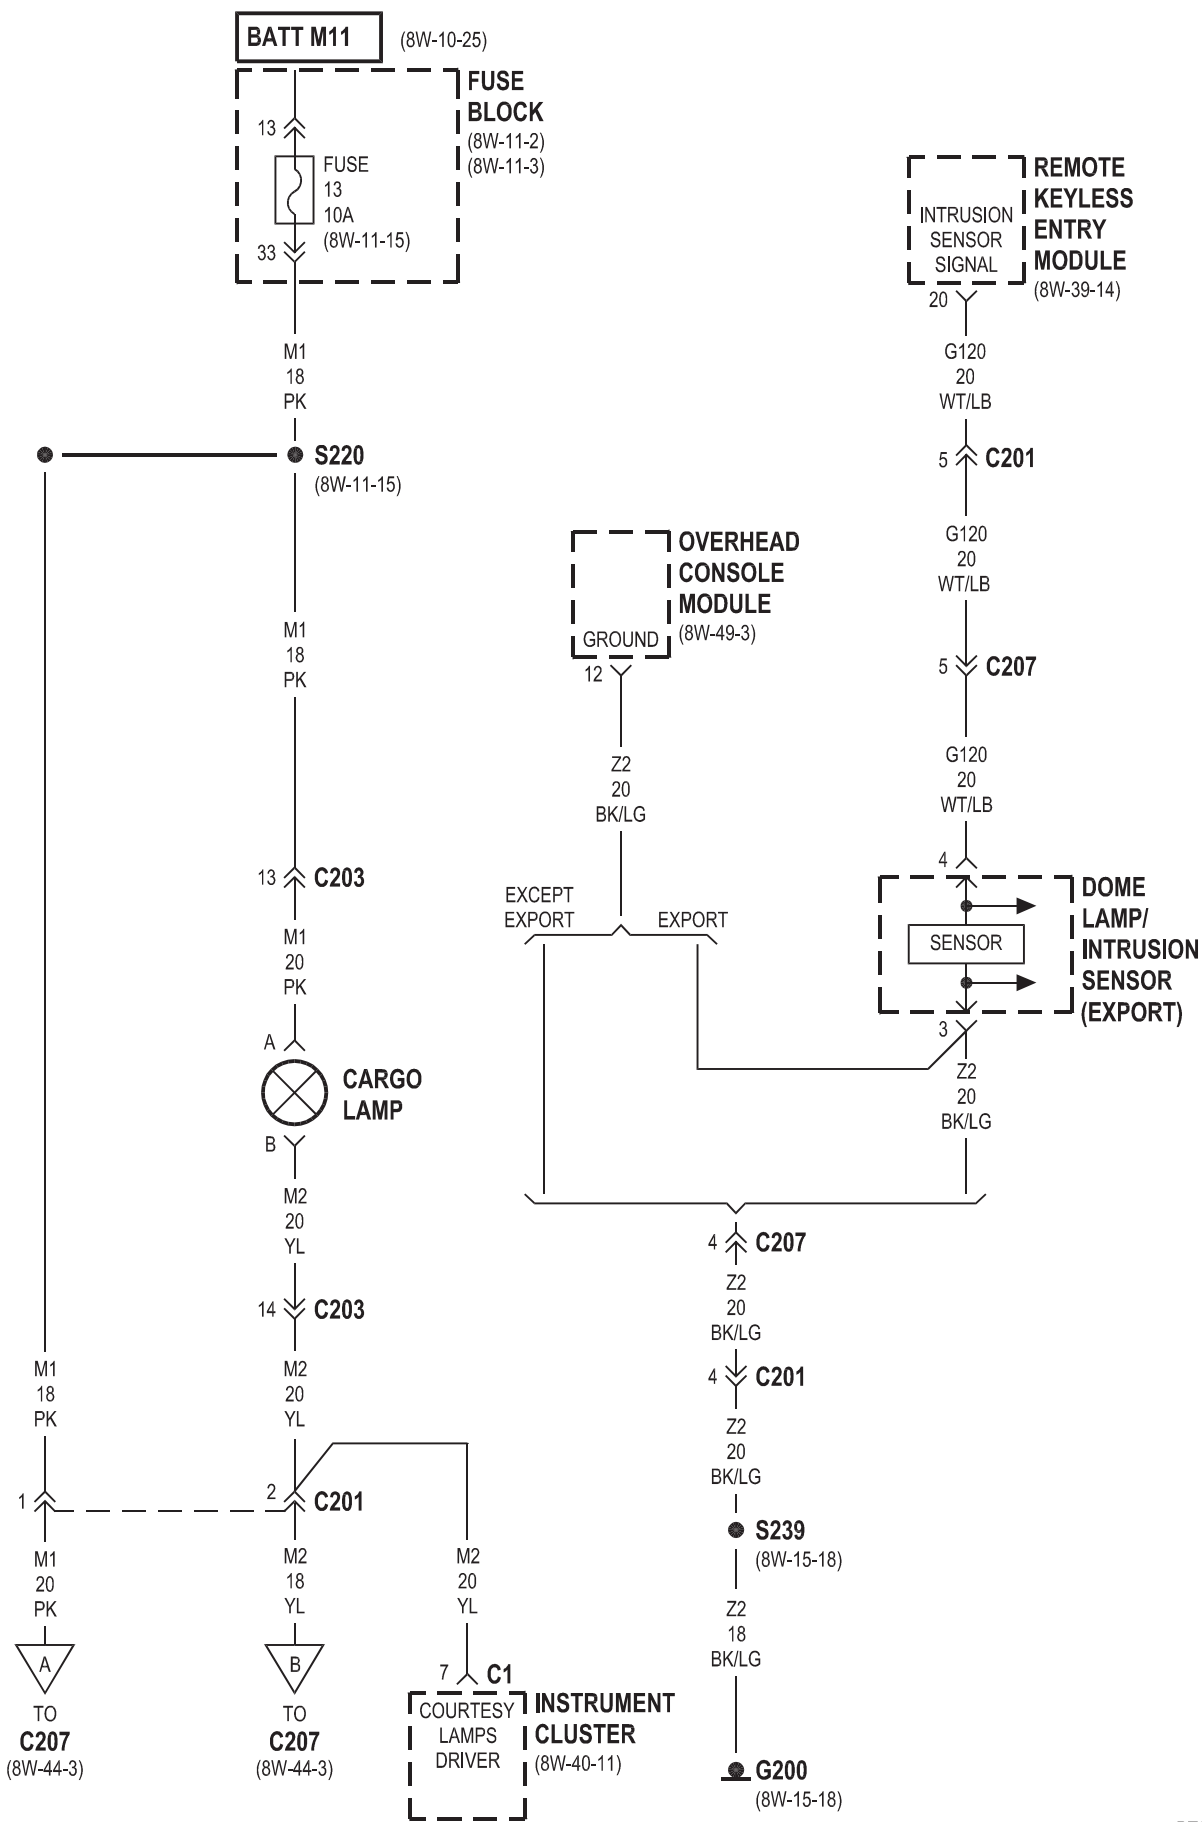 BATT M11
(8W-10-25)
FUSE
BLOCK
(8W-11-2)
(8W-11-3)
13
FUSE
13
10A
(8W-11-15)
33
M1
18
PK
S220
(8W-11-15)
M1
18
PK
13
C203
M1
20
PK
A
CARGO
LAMP
B
M2
20
YL
14
C203
M1
18
PK
M2
20
YL
1
2
C201
M1
20
PK
M2
18
YL
M2
20
YL
A
TO
C207
(8W-44-3)
B
TO
C207
(8W-44-3)
7
C1
COURTESY
LAMPS
DRIVER
INSTRUMENT
CLUSTER
(8W-40-11)
OVERHEAD
CONSOLE
MODULE
(8W-49-3)
GROUND
12
Z2
20
BK/LG
EXCEPT
EXPORT
EXPORT
REMOTE
KEYLESS
ENTRY
MODULE
(8W-39-14)
INTRUSION
SENSOR
SIGNAL
20
G120
20
WT/LB
5
C201
G120
20
WT/LB
5
C207
G120
20
WT/LB
4
SENSOR
DOME
LAMP/
INTRUSION
SENSOR
(EXPORT)
3
Z2
20
BK/LG
4
C207
Z2
20
BK/LG
4
C201
Z2
20
BK/LG
S239
(8W-15-18)
Z2
18
BK/LG
G200
(8W-15-18)